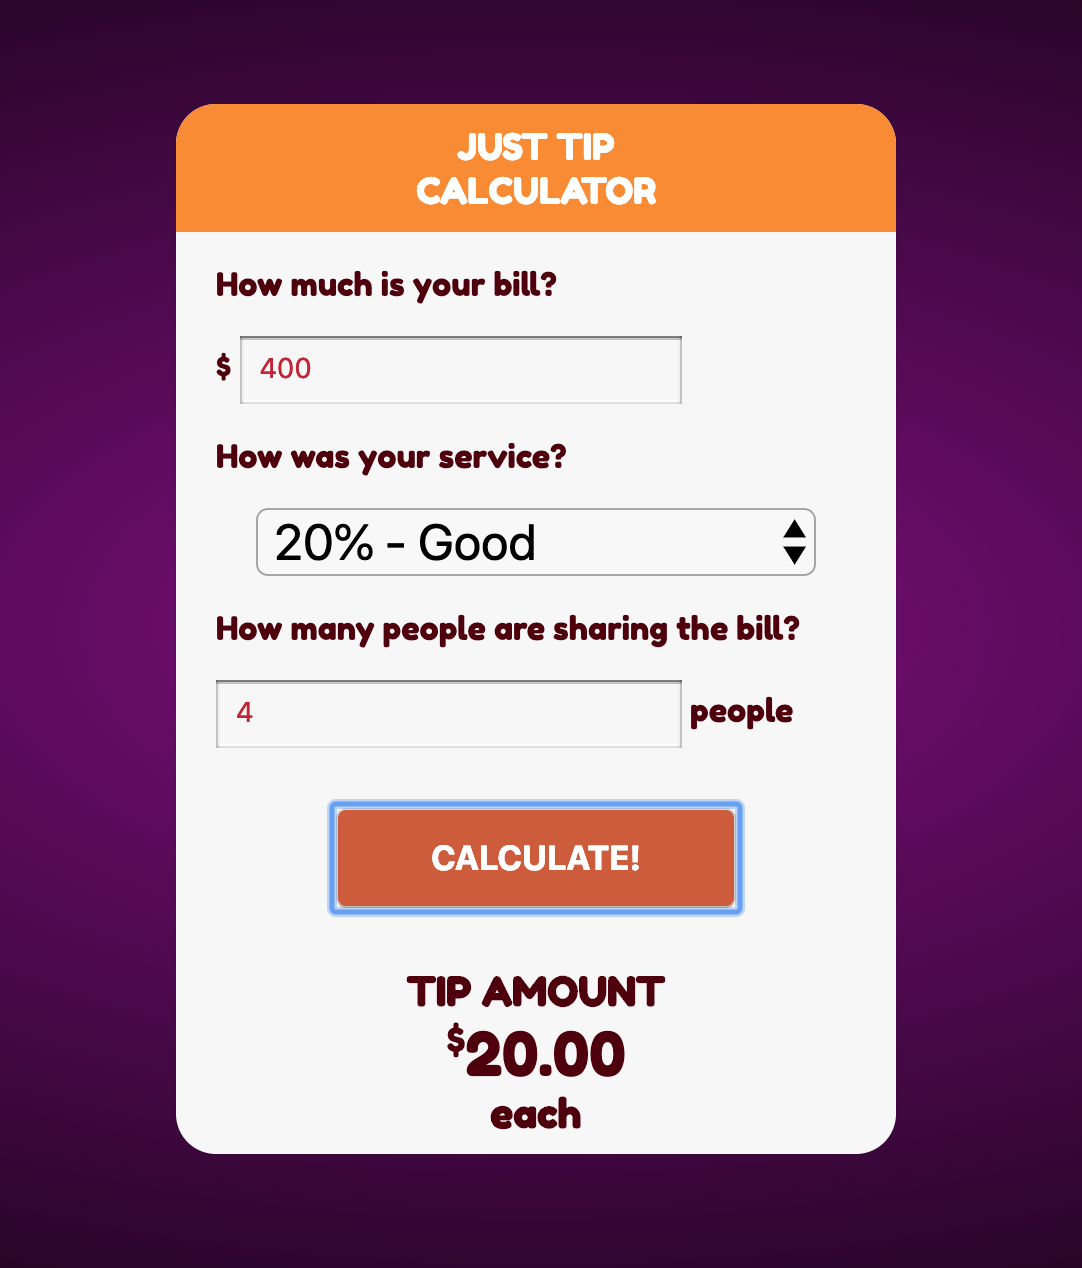 JUST TIP
CALCULATOR
How much is your bill?
$ 400
How was your service?
20% - Good
How many people are sharing the bill?
4 people
CALCULATE!
TIP AMOUNT
$20.00
each